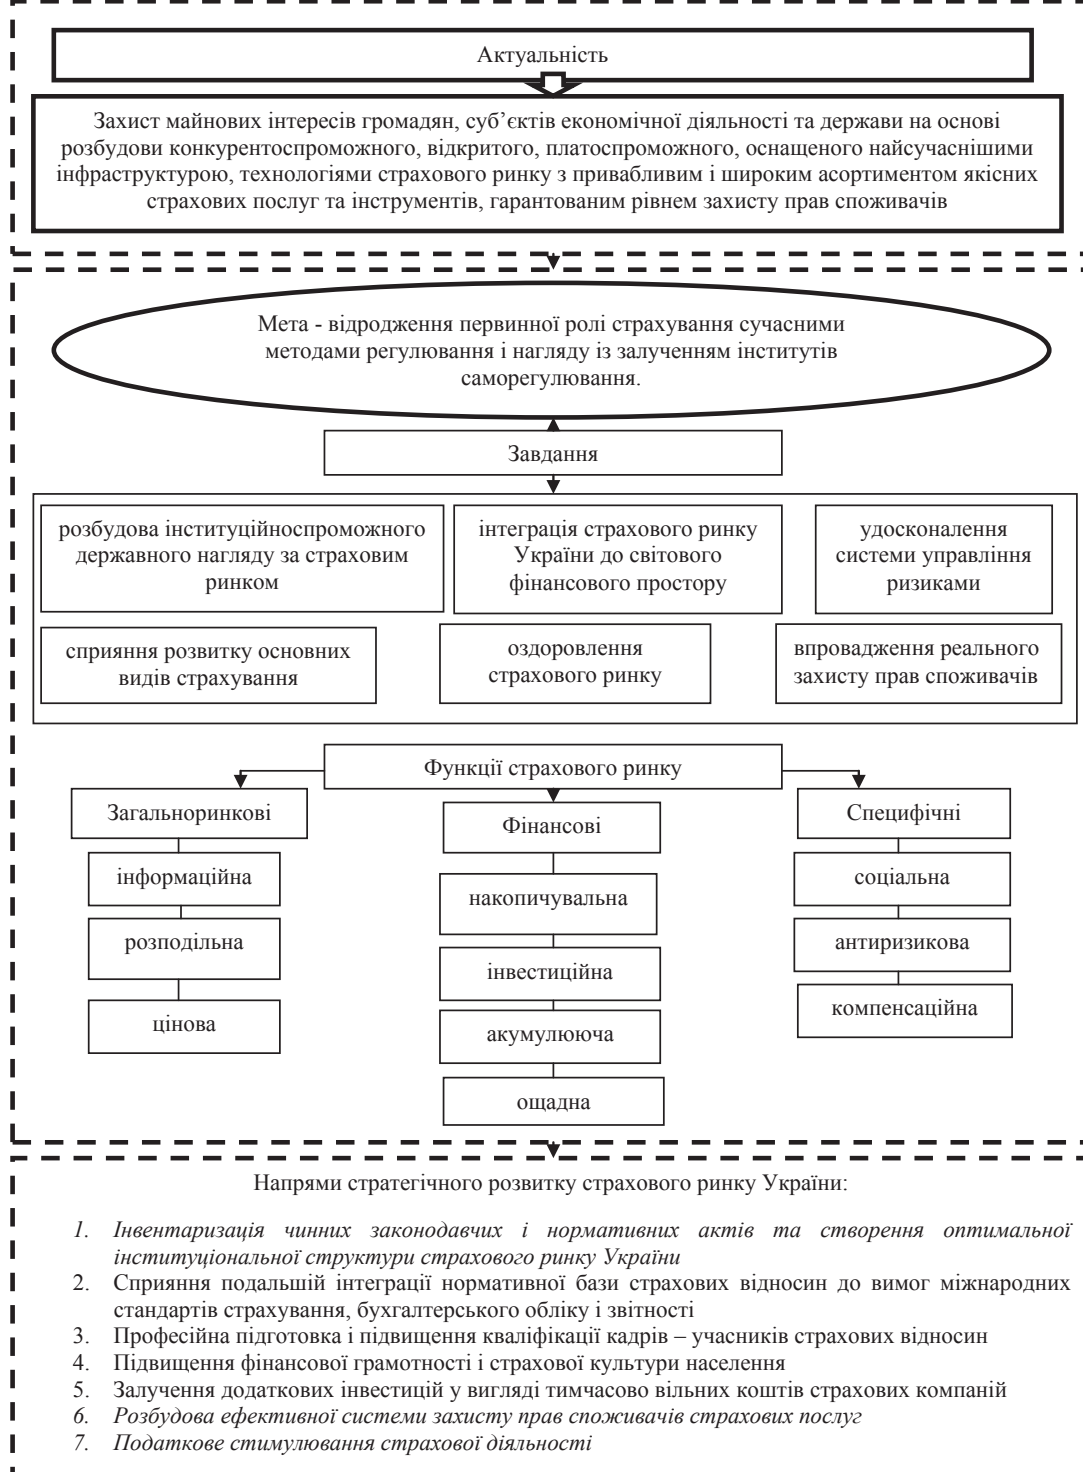 Актуальність
Захист майнових інтересів громадян, суб’єктів економічної діяльності та держави на основі
розбудови конкурентоспроможного, відкритого, платоспроможного, оснащеного найсучаснішими
інфраструктурою, технологіями страхового ринку з привабливим і широким асортиментом якісних
страхових послуг та інструментів, гарантованим рівнем захисту прав споживачів
Мета - відродження первинної ролі страхування сучасними
методами регулювання і нагляду із залученням інститутів
саморегулювання.
Завдання
розбудова інституційноспроможного
державного нагляду за страховим
ринком
інтеграція страхового ринку
України до світового
фінансового простору
удосконалення
системи управління
ризиками
сприяння розвитку основних
видів страхування
оздоровлення
страхового ринку
впровадження реального
захисту прав споживачів
Функції страхового ринку
Загальноринкові
інформаційна
розподільна
цінова
Фінансові
накопичувальна
інвестиційна
акумулююча
ощадна
Специфічні
соціальна
антиризикова
компенсаційна
Напрями стратегічного розвитку страхового ринку України:
1. Інвентаризація чинних законодавчих і нормативних актів та створення оптимальної
інституціональної структури страхового ринку України
2. Сприяння подальшій інтеграції нормативної бази страхових відносин до вимог міжнародних
стандартів страхування, бухгалтерського обліку і звітності
3. Професійна підготовка і підвищення кваліфікації кадрів – учасників страхових відносин
4. Підвищення фінансової грамотності і страхової культури населення
5. Залучення додаткових інвестицій у вигляді тимчасово вільних коштів страхових компаній
6. Розбудова ефективної системи захисту прав споживачів страхових послуг
7. Податкове стимулювання страхової діяльності